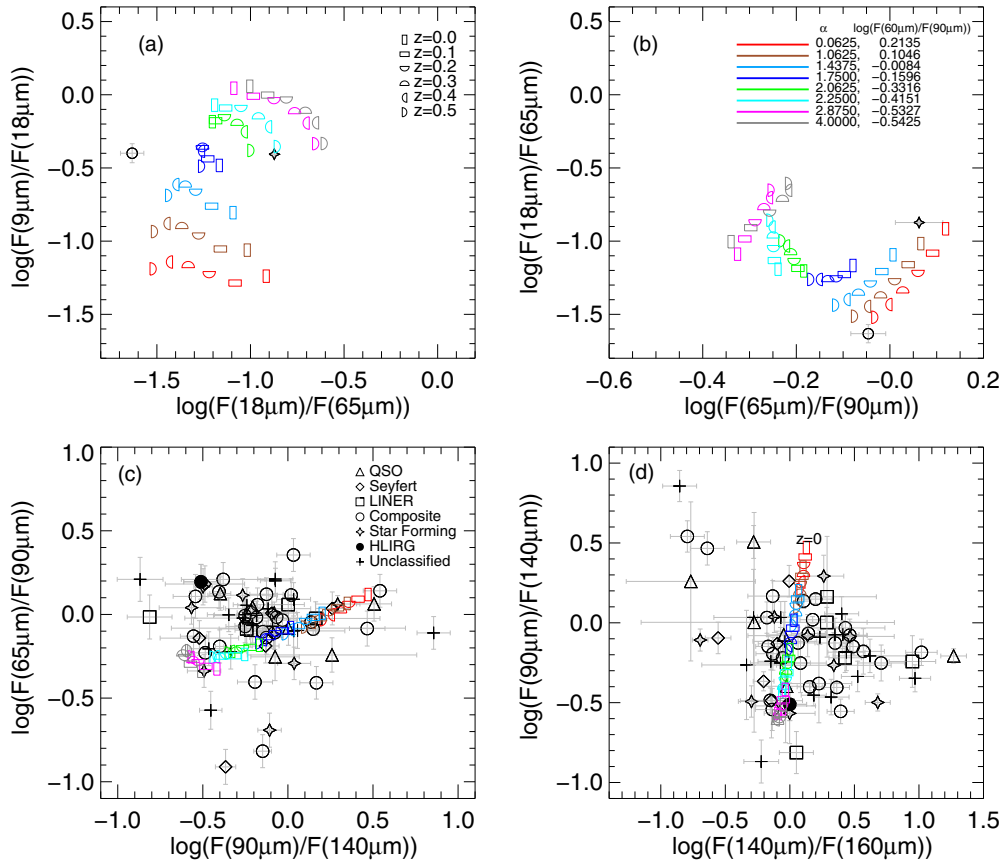 (a)
z=0.0
z=0.1
z=0.2
z=0.3
z=0.4
z=0.5
0.5
0.0
−0.5
−1.0
−1.5
log(F(9μm)/F(18μm))
−1.5 −1.0 −0.5 0.0
log(F(18μm)/F(65μm))
(b)
α log(F(60μm)/F(90μm))
0.0625, 0.2135
0.0625, 0.1046
1.4375, −0.0084
1.7500, −0.1596
2.0625, −0.3316
2.2500, −0.4151
2.8750, −0.5327
4.0000, −0.5425
0.5
0.0
−0.5
−1.0
−1.5
log(F(18μm)/F(65μm))
−0.6 −0.4 −0.2 −0.0 0.2
log(F(65μm)/F(90μm))
(c)
QSO
Seyfert
LINER
Composite
Star Forming
HLIRG
Unclassified
1.0
0.5
0.0
−0.5
−1.0
log(F(65μm)/F(90μm))
−1.0 −0.5 0.0 0.5 1.0
log(F(90μm)/F(140μm))
(d)
z=0
1.0
0.5
0.0
−0.5
−1.0
log(F(90μm)/F(140μm))
−1.0 −0.5 0.0 0.5 1.0 1.5
log(F(140μm)/F(160μm))